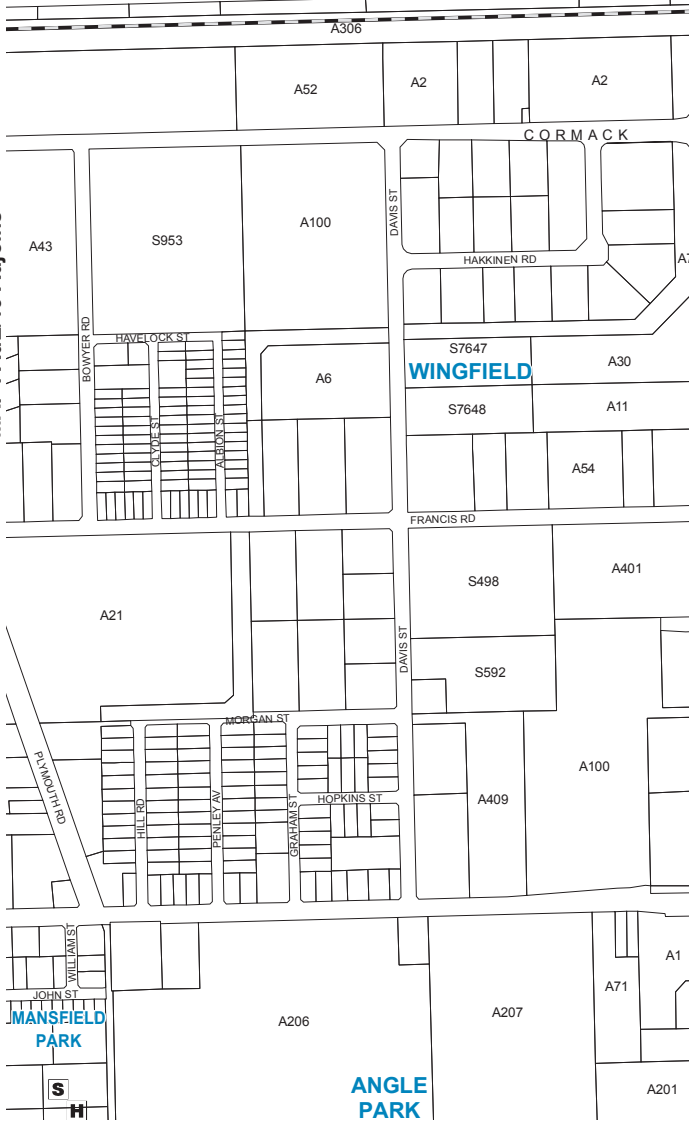 A306
A52
A2
A2
CORMACK
A43
S953
A100
DAVIS ST
HAKKINEN RD
BOWYER RD
HAVELOCK ST
S7647
WINGFIELD
A30
A6
S7648
A11
CLYDE ST
ALBION ST
A54
FRANCIS RD
A21
S498
A401
DAVIS ST
S592
MORGAN ST
PLYMOUTH RD
HILL RD
PENLEY AV
GRAHAM ST
HOPKINS ST
A409
A100
WILLIAM ST
JOHN ST
MANSFIELD
PARK
A206
A207
A71
A1
ANGLE
PARK
A201
S
H